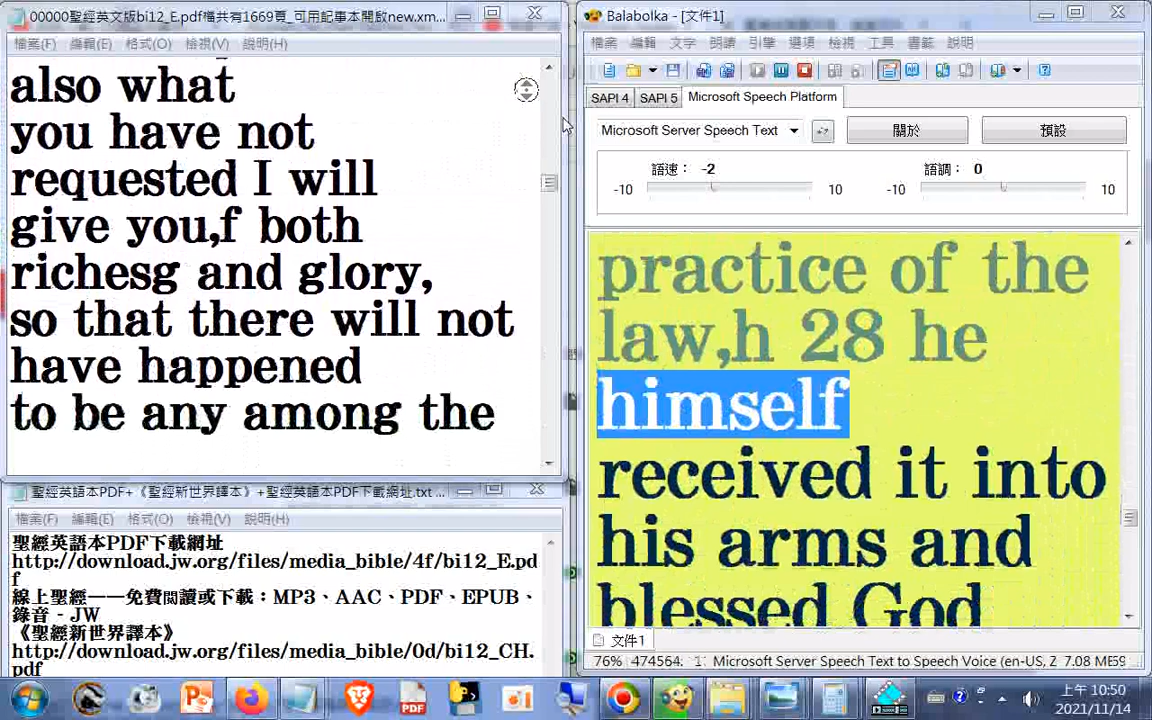 00000聖經英文版bi12_E.pdf檔共有1669頁_可用記事本開啟new.xm...
檔案(F) 編輯(E) 格式(O) 檢視(V) 說明(H)
also what
you have not
requested I will
give you,f both
richesg and glory,
so that there will not
have happened
to be any among the
聖經英語本PDF+《聖經新世界譯本》+聖經英語本PDF下載網址.txt ...
檔案(F) 編輯(E) 格式(O) 檢視(V) 說明(H)
聖經英語本PDF下載網址
http://download.jw.org/files/media_bible/4f/bi12_E.pd
f
線上聖經——免費閱讀或下載：MP3、AAC、PDF、EPUB、
錄音 - JW
《聖經新世界譯本》
http://download.jw.org/files/media_bible/0d/bi12_CH.
pdf
Balabolka - [文件1]
檔案 編輯 文字 朗讀 引擎 選項 檢視 工具 書籤 說明
SAPI 4 SAPI 5 Microsoft Speech Platform
Microsoft Server Speech Text 關於 預設
語速： -2 語調： 0
-10 10 -10 10
practice of the
law,h 28 he
himself
received it into
his arms and
blessed God
文件1
76% 474564: Microsoft Server Speech Text to Speech Voice (en-US, 7.08 ME
PDF
上午 10:50
2021/11/14